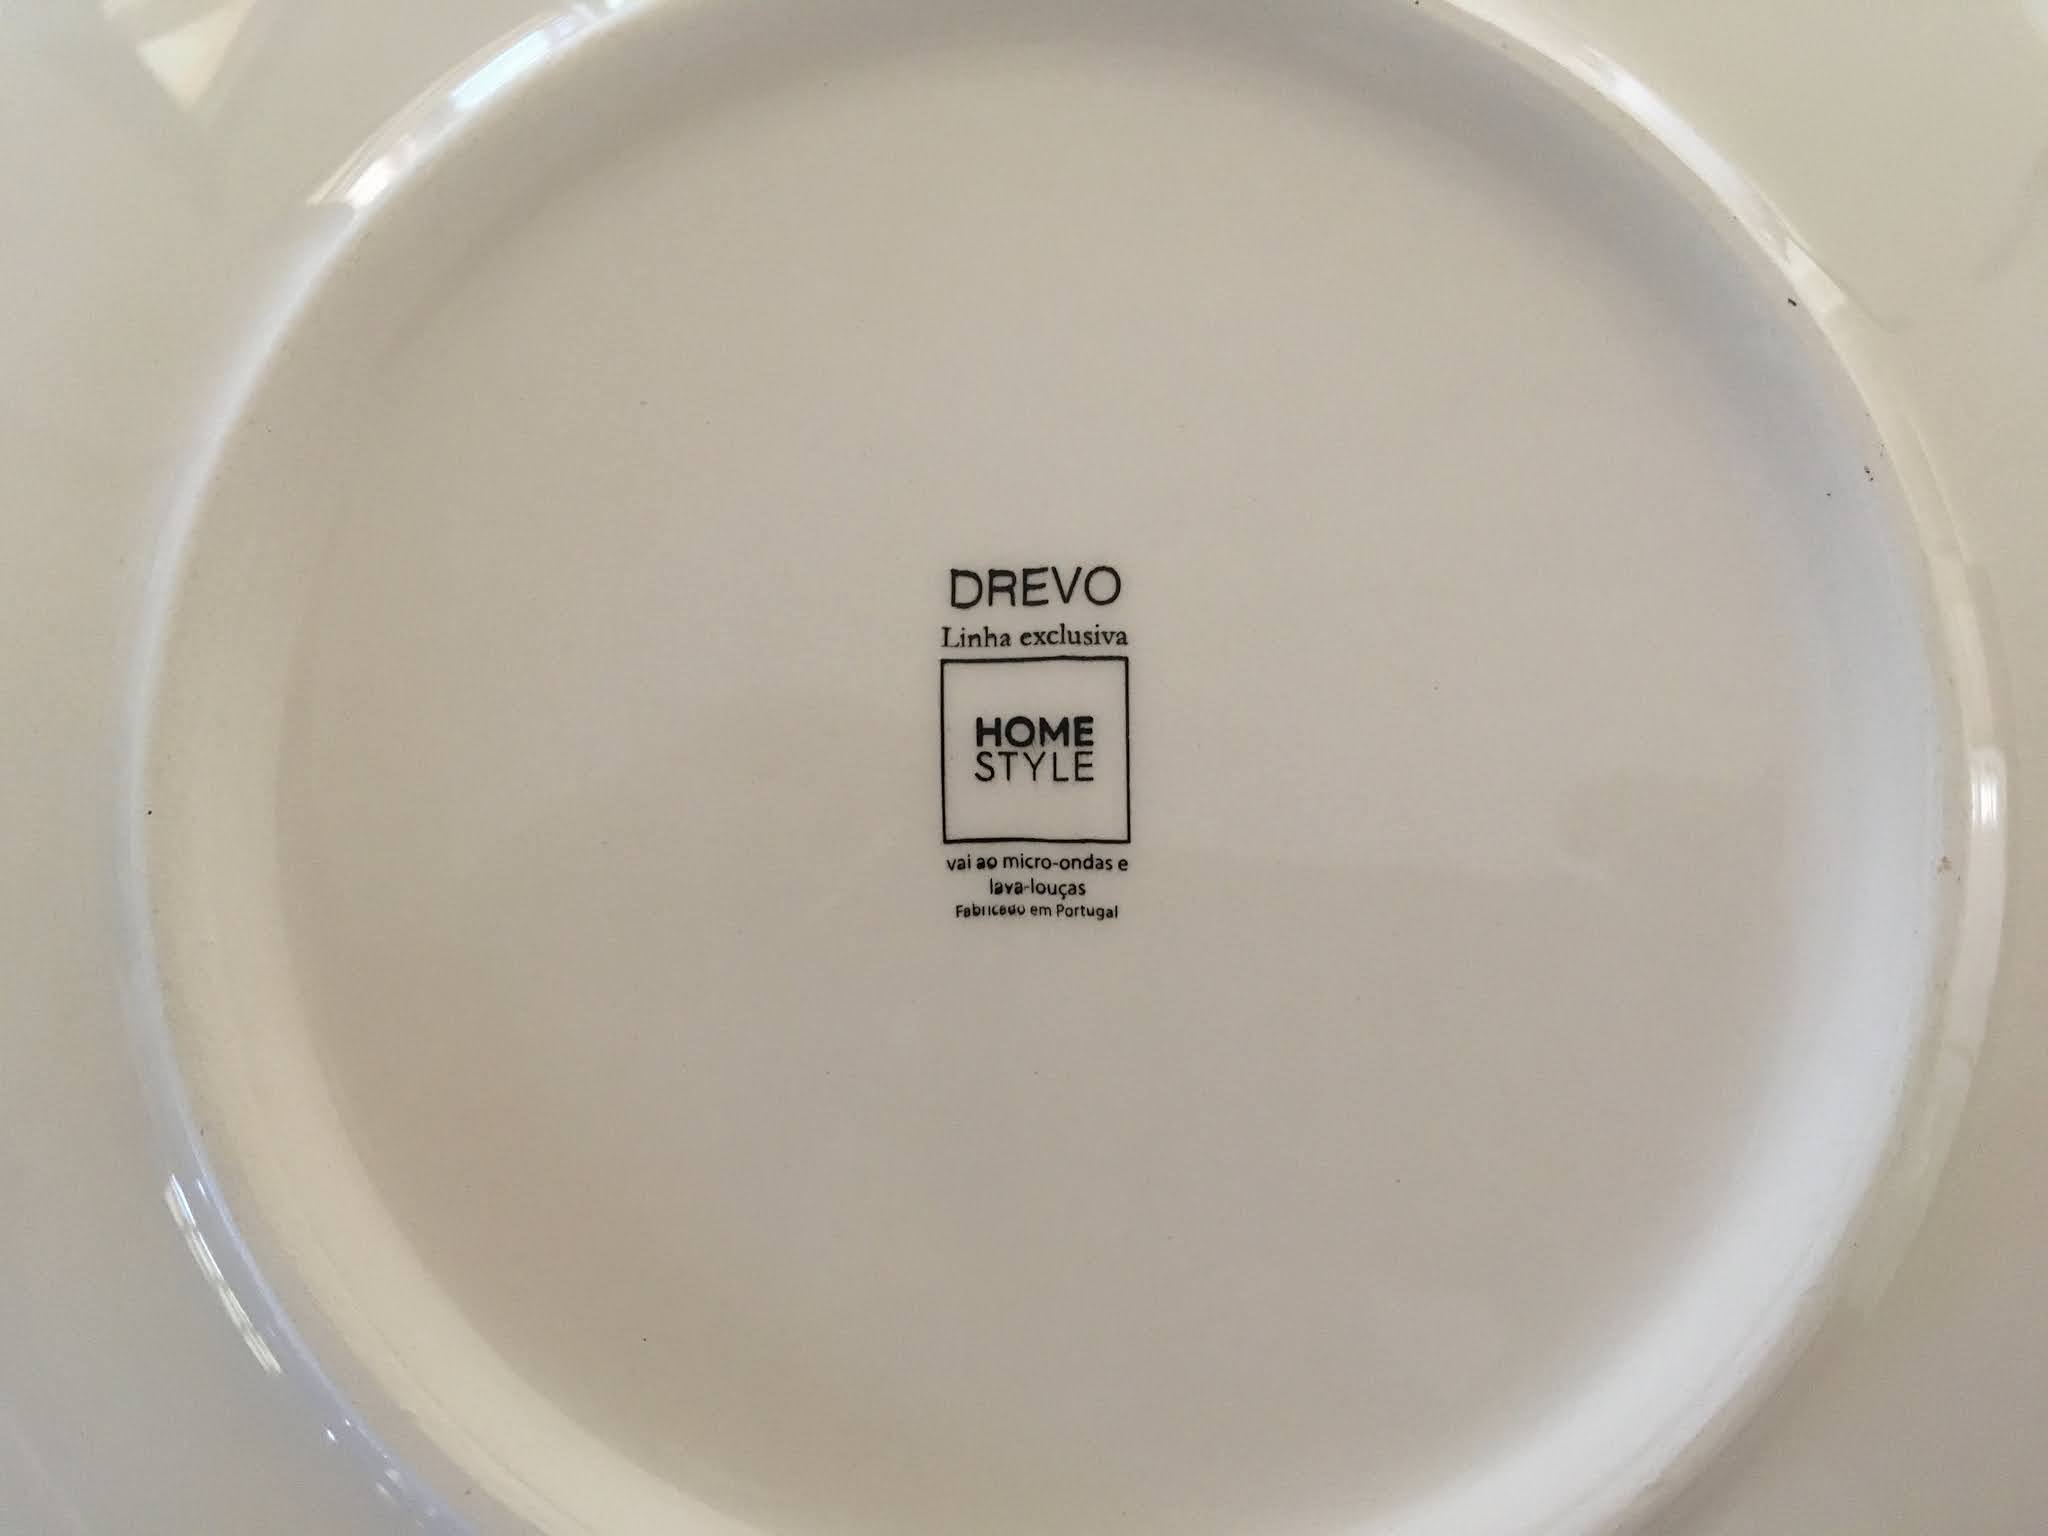 DREVO
Linha exclusiva
HOME
STYLE
vai ao micro-ondas e
lava-louças
Fabricado em Portugal